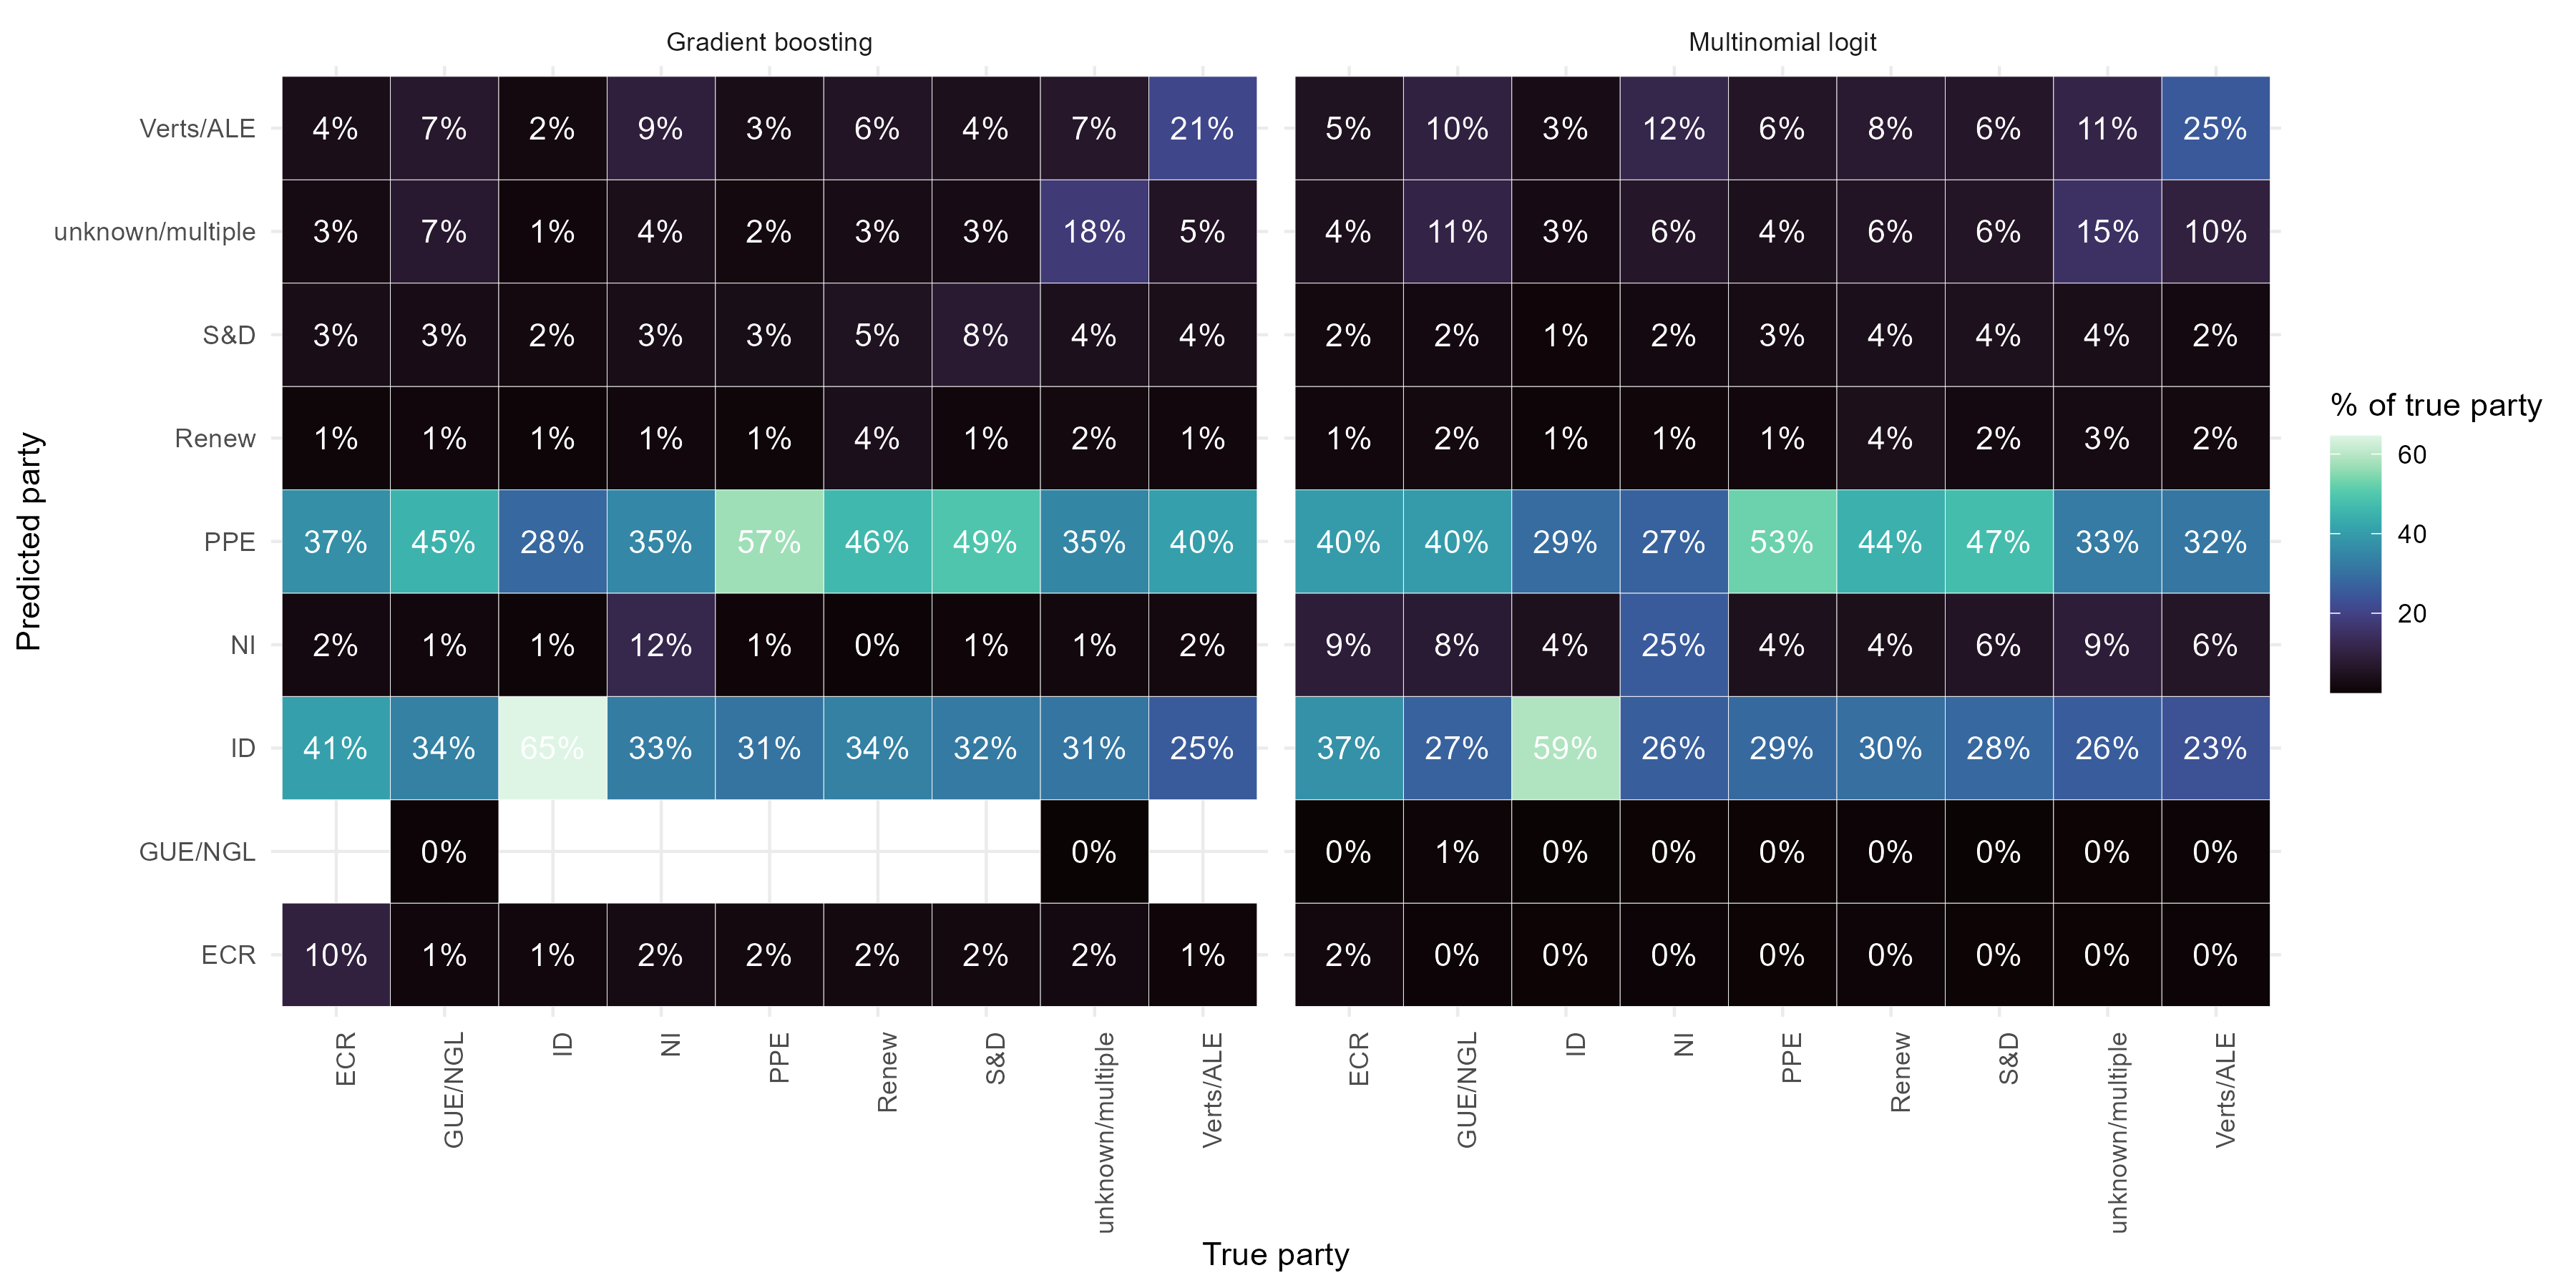 Gradient boosting Multinomial logit
Verts/ALE 4% 7% 2% 9% 3% 6% 4% 7% 21% 5% 10% 3% 12% 6% 8% 6% 11% 25%
unknown/multiple 3% 7% 1% 4% 2% 3% 3% 18% 5% 4% 11% 3% 6% 4% 6% 6% 15% 10%
S&D 3% 3% 2% 3% 3% 5% 8% 4% 4% 2% 2% 1% 2% 3% 4% 4% 4% 2%
Renew 1% 1% 1% 1% 1% 4% 1% 2% 1% 1% 2% 1% 1% 1% 4% 2% 3% 2%
PPE 37% 45% 28% 35% 57% 46% 49% 35% 40% 40% 40% 29% 27% 53% 44% 47% 33% 32%
NI 2% 1% 1% 12% 1% 0% 1% 1% 2% 9% 8% 4% 25% 4% 4% 6% 9% 6%
ID 41% 34% 65% 33% 31% 34% 32% 31% 25% 37% 27% 59% 26% 29% 30% 28% 26% 23%
GUE/NGL 0% 0% 0% 1% 0% 0% 0% 0% 0% 0% 0%
ECR 10% 1% 1% 2% 2% 2% 2% 2% 1% 2% 0% 0% 0% 0% 0% 0% 0% 0%
ECR GUE/NGL ID NI PPE Renew S&D unknown/multiple Verts/ALE ECR GUE/NGL ID NI PPE Renew S&D unknown/multiple Verts/ALE
True party
Predicted party
% of true party
60
40
20